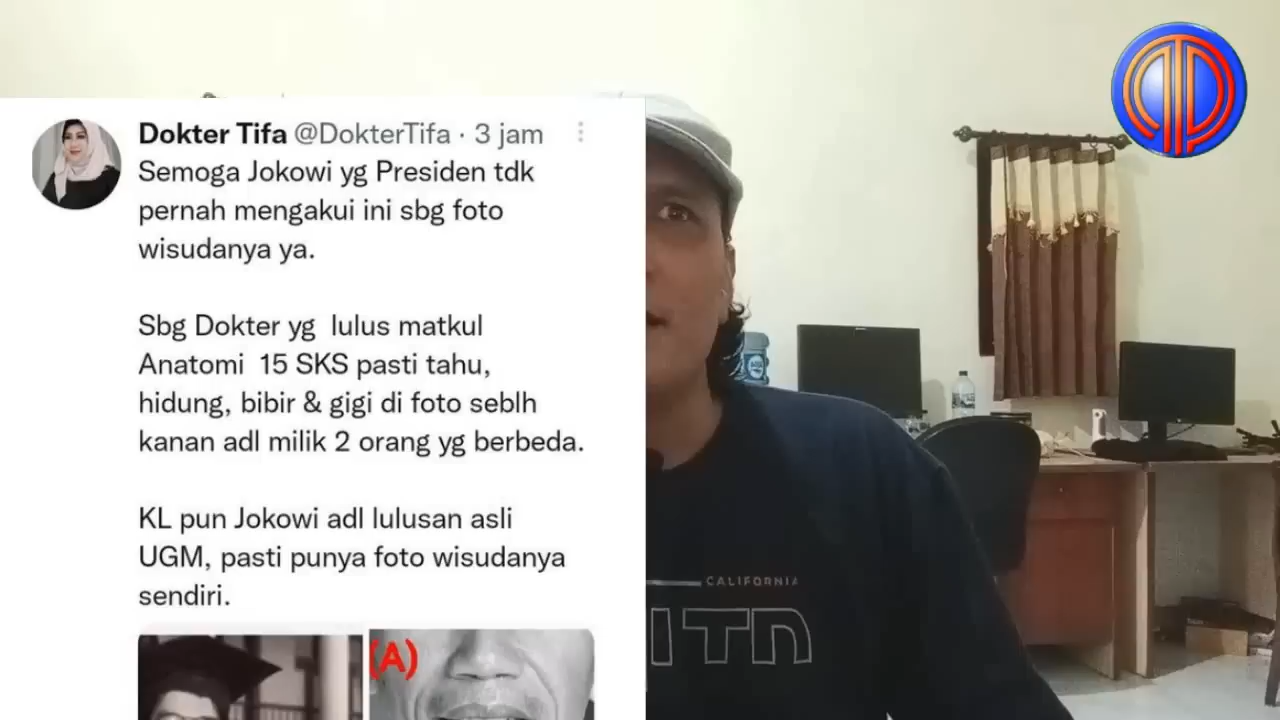 Dokter Tifa @DokterTifa · 3 jam
Semoga Jokowi yg Presiden tdk
pernah mengakui ini sbg foto
wisudanya ya.
Sbg Dokter yg lulus matkul
Anatomi 15 SKS pasti tahu,
hidung, bibir & gigi di foto seblh
kanan adl milik 2 orang yg berbeda.
KL pun Jokowi adl lulusan asli
UGM, pasti punya foto wisudanya
sendiri.
(A)
CALIFORNIA